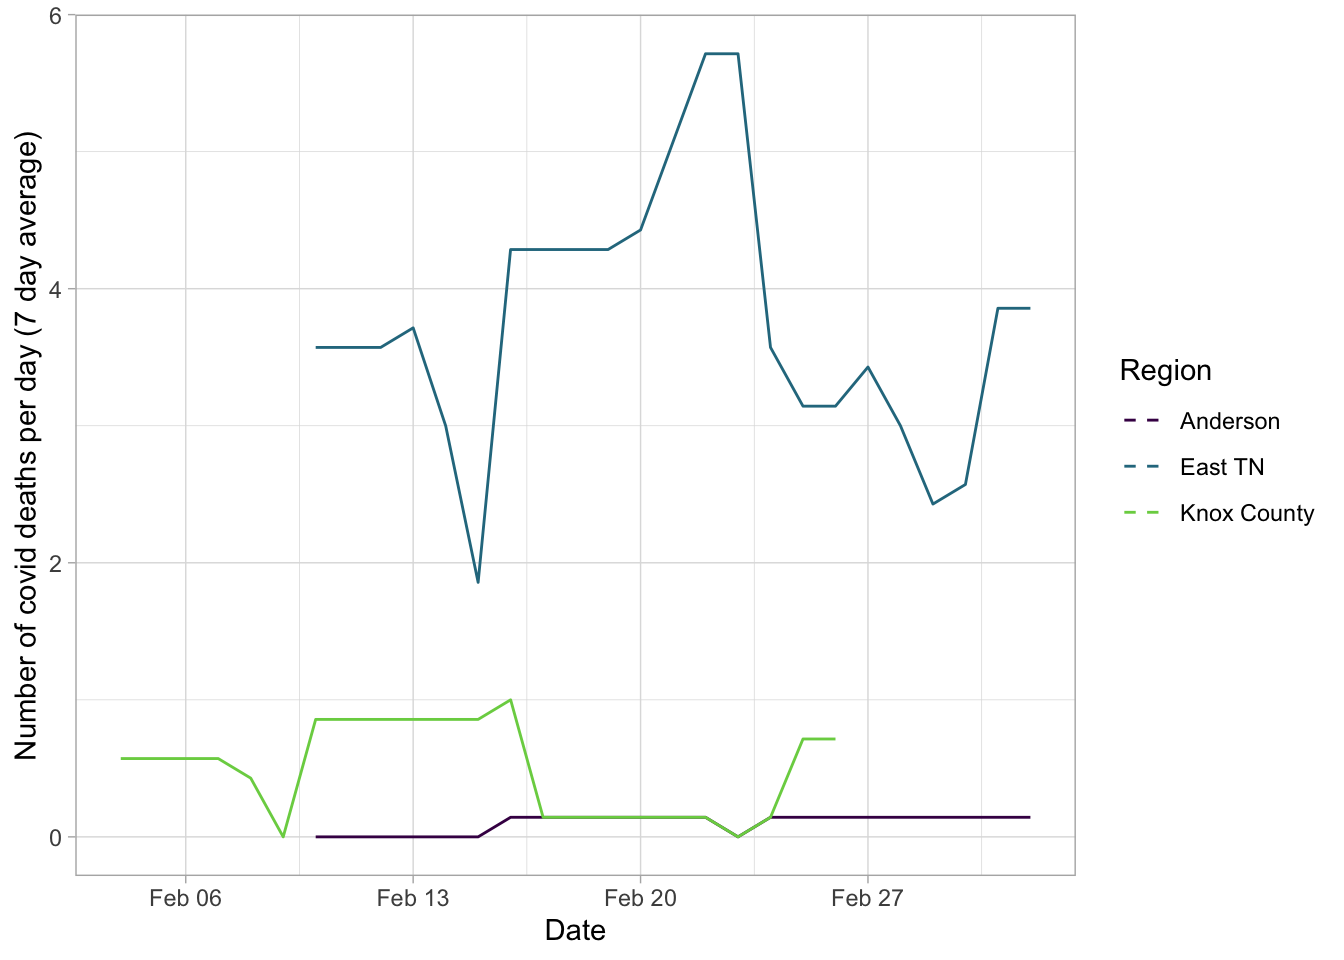 Number of covid deaths per day (7 day average)
6
4
2
0
Feb 06
Feb 13
Feb 20
Feb 27
Date
Region
Anderson
East TN
Knox County